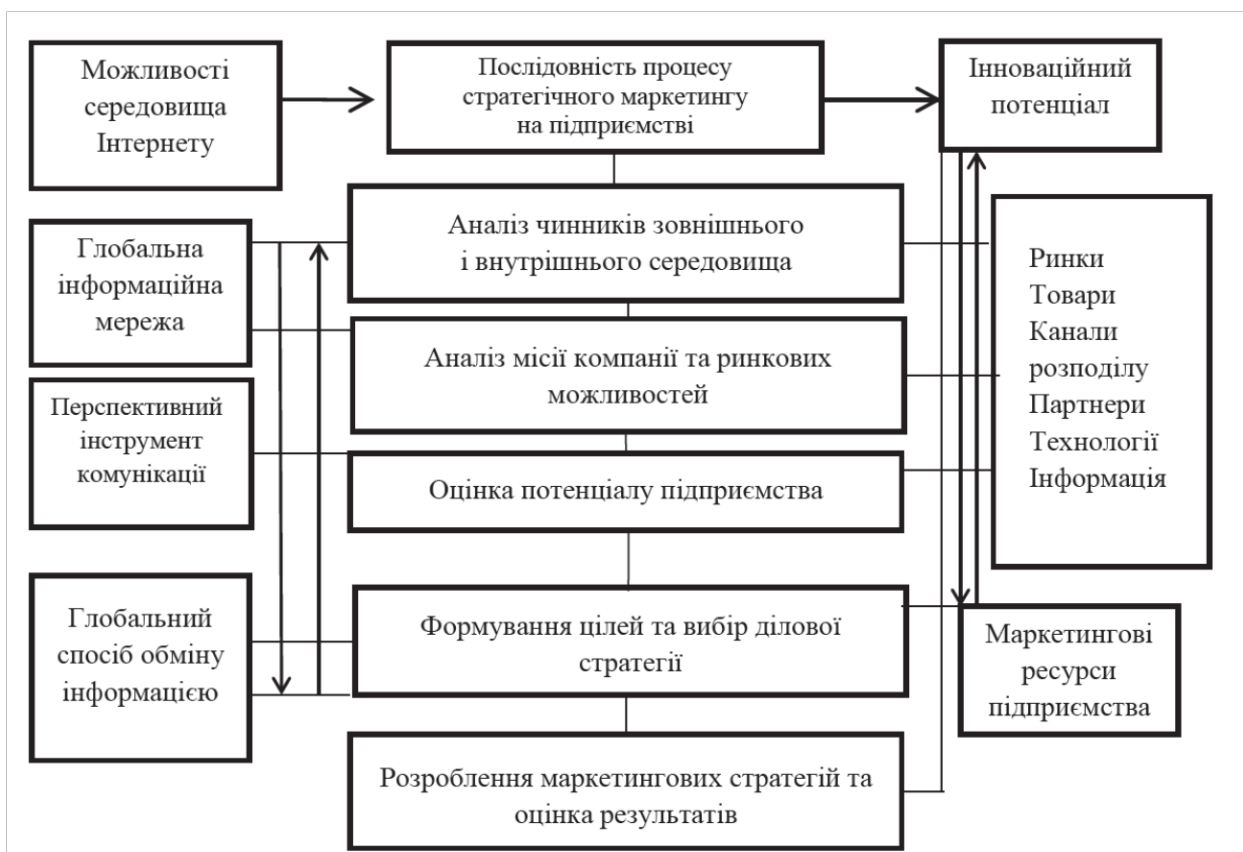 Можливості
середовища
Інтернету
Послідовність процесу
стратегічного маркетингу
на підприємстві
Інноваційний
потенціал
Глобальна
інформаційна
мережа
Перспективний
інструмент
комунікації
Глобальний
спосіб обміну
інформацією
Аналіз чинників зовнішнього
і внутрішнього середовища
Аналіз місії компанії та ринкових
можливостей
Оцінка потенціалу підприємства
Формування цілей та вибір ділової
стратегії
Розроблення маркетингових стратегій та
оцінка результатів
Ринки
Товари
Канали
розподілу
Партнери
Технології
Інформація
Маркетингові
ресурси
підприємства